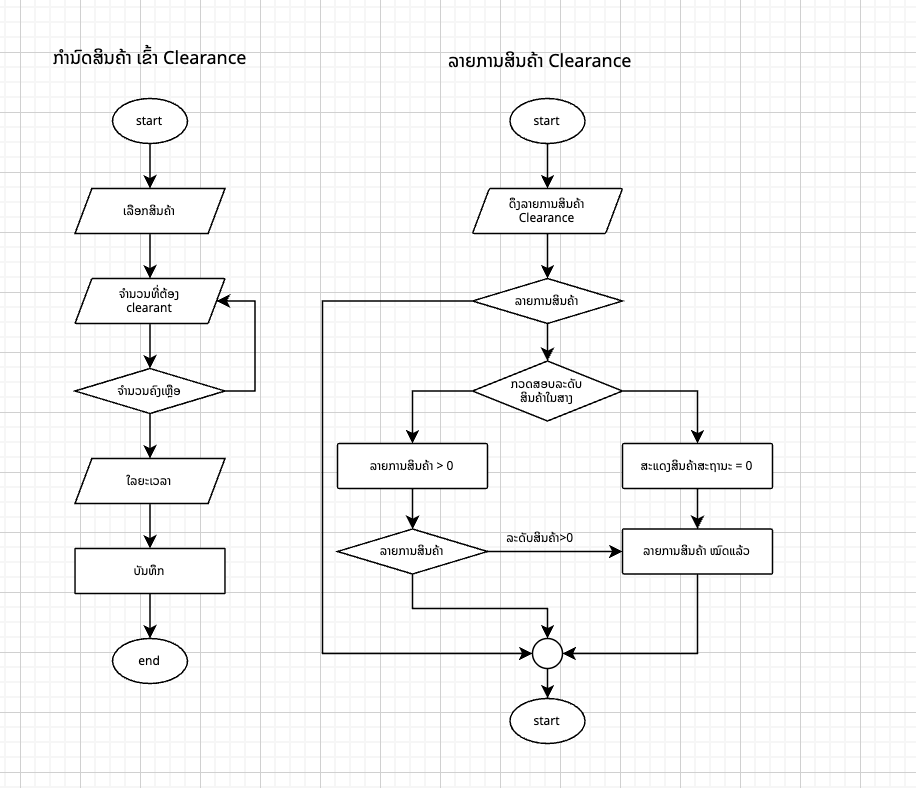 ກຳນົດສິນຄ້າ ເຂົ້າ Clearance
start
ເລືອກສິນຄ້າ
ຈຳນວນທີ່ຕ້ອງ
clearant
ຈຳນວນຄົງເຫຼືອ
ໄລຍະເວລາ
ບັນທຶກ
end
ລາຍການສິນຄ້າ Clearance
start
ດຶງລາຍການສິນຄ້າ
Clearance
ລາຍການສິນຄ້າ
ກວດສອບລະດັບ
ສິນຄ້າໃນສາງ
ລາຍການສິນຄ້າ > 0
ສະແດງສິນຄ້າສະຖານະ = 0
ລາຍການສິນຄ້າ
ລະດັບສິນຄ້າ>0
ລາຍການສິນຄ້າ ໝົດແລ້ວ
start